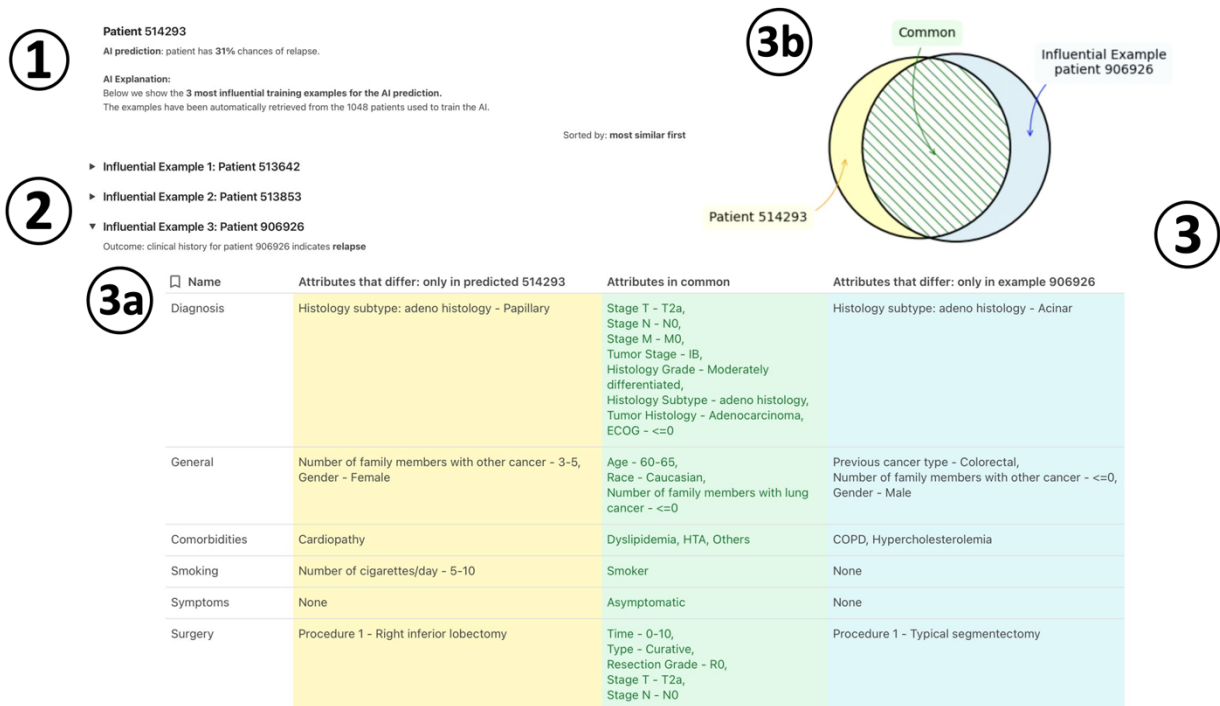 1
Patient 514293
AI prediction: patient has 31% chances of relapse.
AI Explanation:
Below we show the 3 most influential training examples for the AI prediction.
The examples have been automatically retrieved from the 1048 patients used to train the AI.
Sorted by: most similar first
3b
Common
Influential Example
patient 906926
Patient 514293
2
Influential Example 1: Patient 513642
Influential Example 2: Patient 513853
Influential Example 3: Patient 906926
Outcome: clinical history for patient 906926 indicates relapse
3
3a
Name
Attributes that differ: only in predicted 514293
Attributes in common
Attributes that differ: only in example 906926
Diagnosis
Histology subtype: adeno histology - Papillary
Stage T - T2a,
Stage N - N0,
Stage M - M0,
Tumor Stage - IB,
Histology Grade - Moderately
differentiated,
Histology Subtype - adeno histology,
Tumor Histology - Adenocarcinoma,
ECOG - <=0
Histology subtype: adeno histology - Acinar
General
Number of family members with other cancer - 3-5,
Gender - Female
Age - 60-65,
Race - Caucasian,
Number of family members with lung
cancer - <=0
Previous cancer type - Colorectal,
Number of family members with other cancer - <=0,
Gender - Male
Comorbidities
Cardiopathy
Dyslipidemia, HTA, Others
COPD, Hypercholesterolemia
Smoking
Number of cigarettes/day - 5-10
Smoker
None
Symptoms
None
Asymptomatic
None
Surgery
Procedure 1 - Right inferior lobectomy
Time - 0-10,
Type - Curative,
Resection Grade - R0,
Stage T - T2a,
Stage N - N0
Procedure 1 - Typical segmentectomy